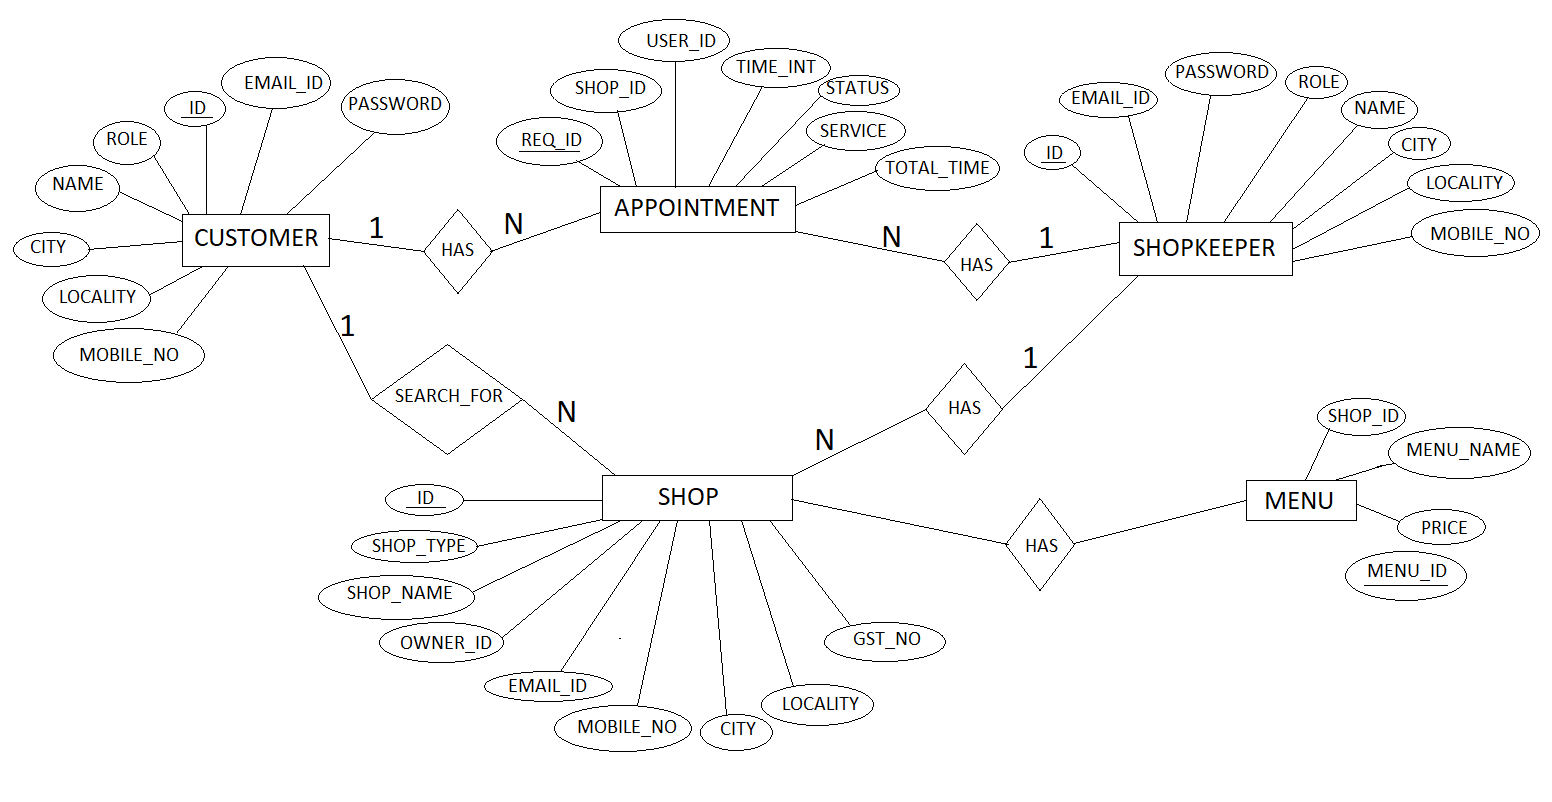 USER_ID
TIME_INT
EMAIL_ID
PASSWORD
ID
ROLE
NAME
CITY
LOCALITY
MOBILE_NO
CUSTOMER
SHOP_ID
REQ_ID
STATUS
SERVICE
TOTAL_TIME
APPOINTMENT
PASSWORD
EMAIL_ID
ROLE
NAME
ID
CITY
LOCALITY
MOBILE_NO
SHOPKEEPER
1
HAS
N
N
HAS
1
1
SEARCH_FOR
N
1
HAS
N
SHOP
ID
SHOP_TYPE
SHOP_NAME
OWNER_ID
EMAIL_ID
MOBILE_NO
CITY
LOCALITY
GST_NO
HAS
MENU
SHOP_ID
MENU_NAME
PRICE
MENU_ID